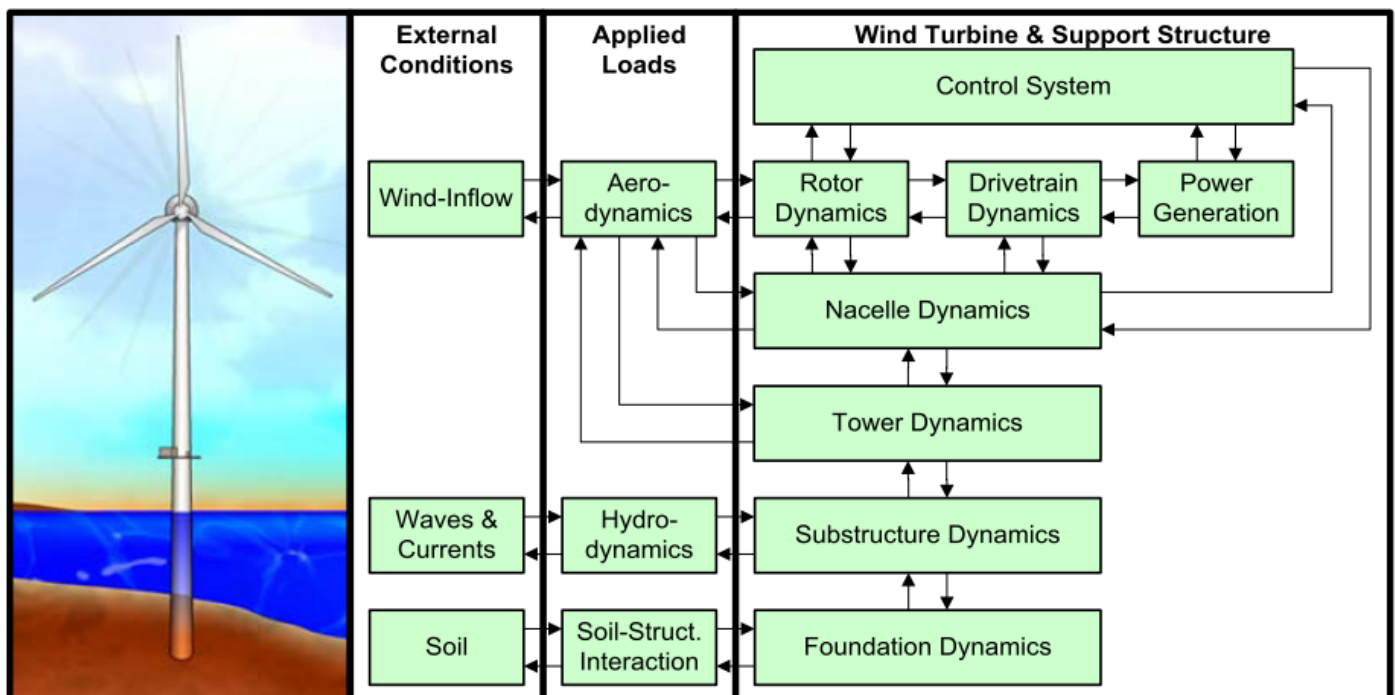 External
Conditions
Applied
Loads
Wind Turbine & Support Structure
Control System
Wind-Inflow
Aero-
dynamics
Rotor
Dynamics
Drivetrain
Dynamics
Power
Generation
Nacelle Dynamics
Tower Dynamics
Waves &
Currents
Hydro-
dynamics
Substructure Dynamics
Soil
Soil-Struct.
Interaction
Foundation Dynamics